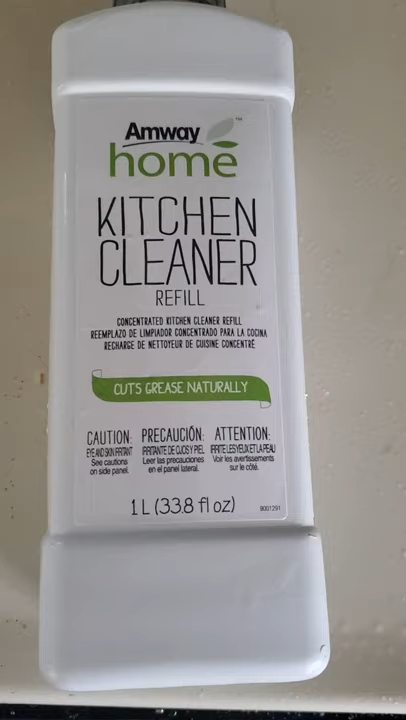 Amway™
home
KITCHEN
CLEANER
REFILL
CONCENTRATED KITCHEN CLEANER REFILL
REEMPLAZO DE LIMPIADOR CONCENTRADO PARA LA COCINA
RECHARGE DE NETTOYEUR DE CUISINE CONCENTRÉ
CUTS GREASE NATURALLY
CAUTION: PRECAUCIÓN: ATTENTION:
EYE AND SKIN IRRITANT IRRITANTE DE OJOS Y PIEL IRRITE LES YEUX ET LA PEAU
See cautions Leer las precauciones Voir les avertissements
on side panel. en el panel lateral. sur le côté.
1 L (33.8 fl oz)
9001291